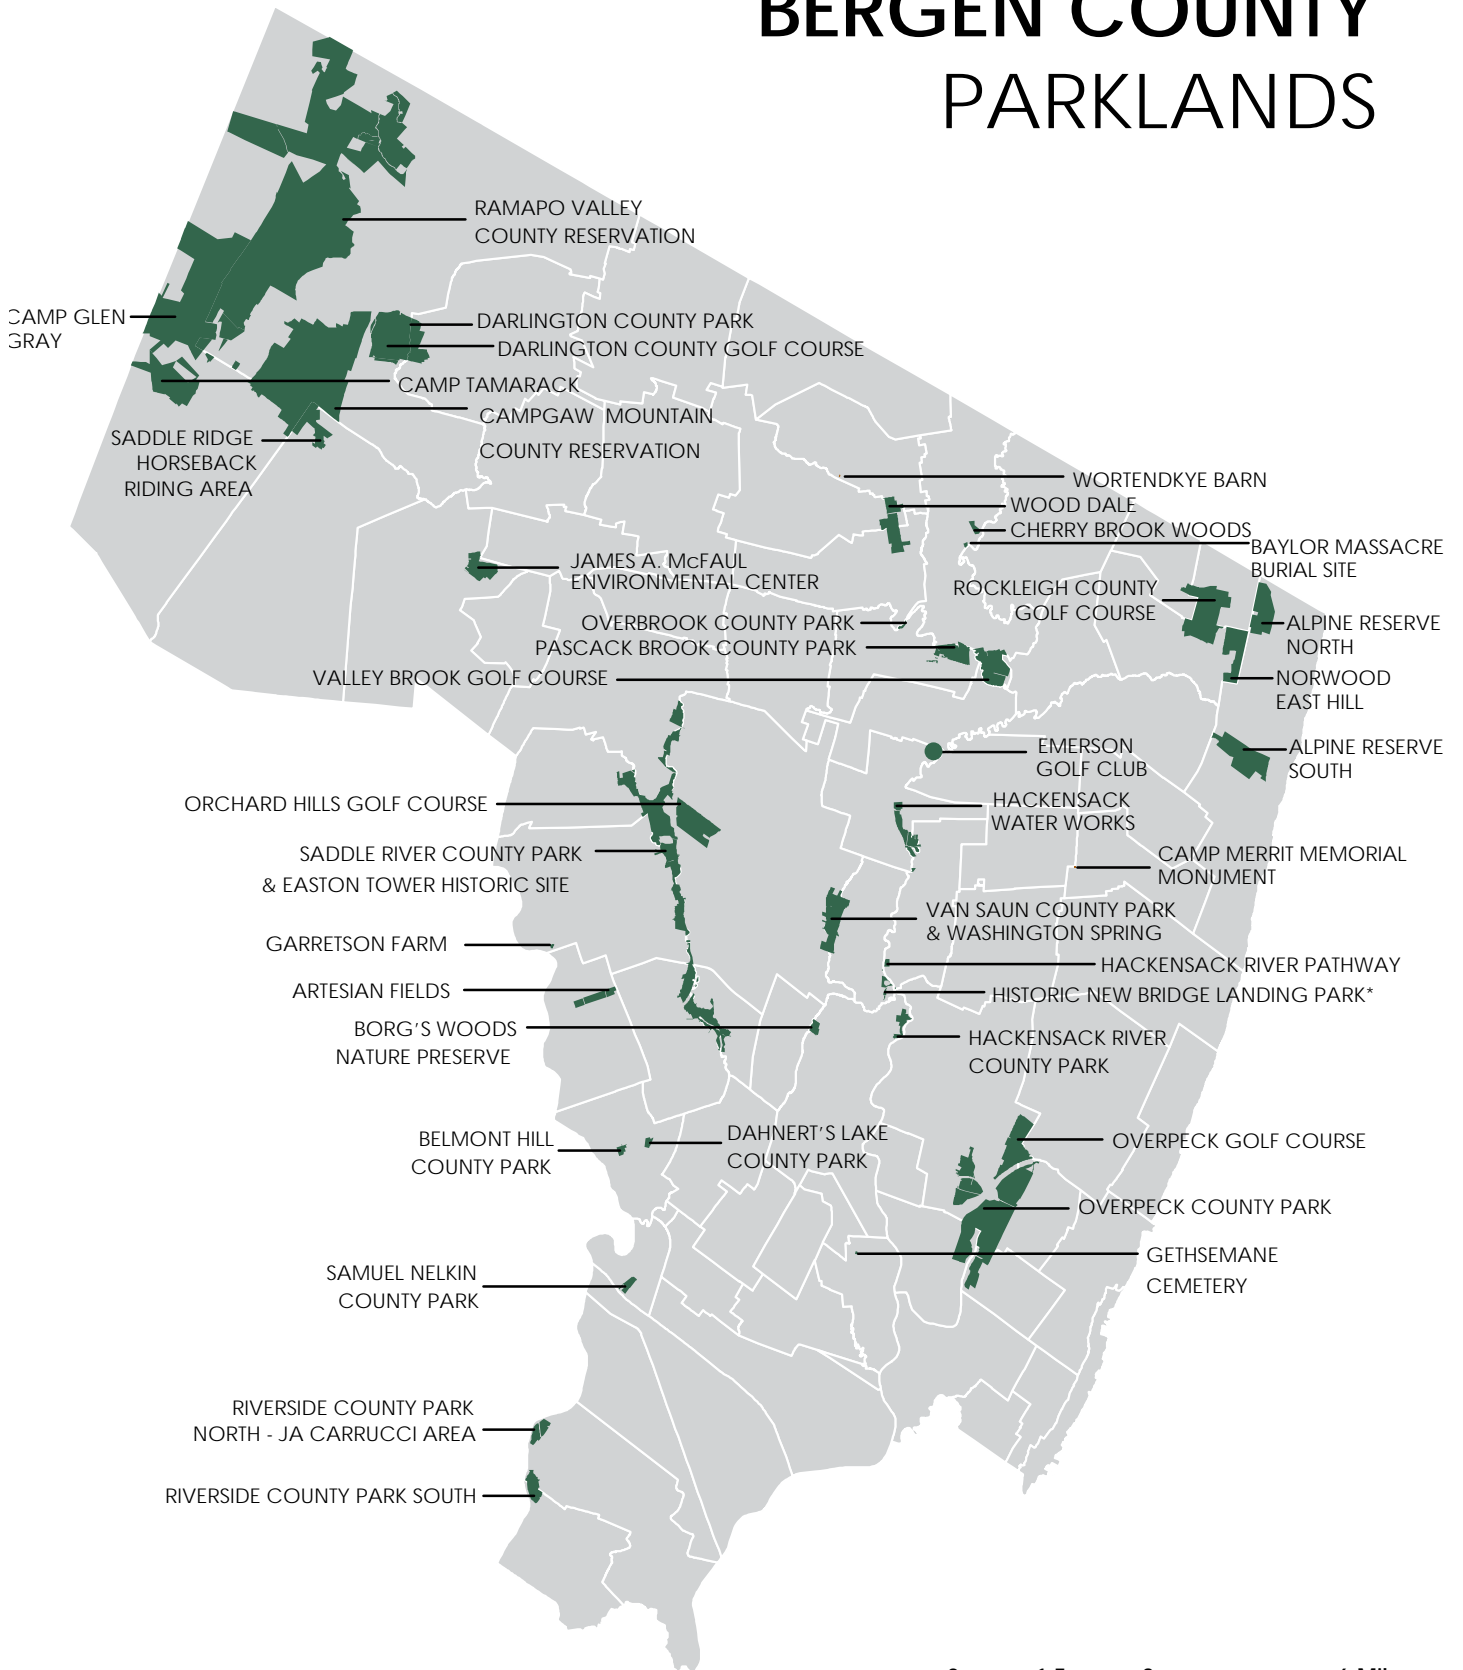 BERGEN COUNTY
PARKLANDS
RAMAPO VALLEY
COUNTY RESERVATION
CAMP GLEN
GRAY
DARLINGTON COUNTY PARK
DARLINGTON COUNTY GOLF COURSE
CAMP TAMARACK
CAMPGAW MOUNTAIN
COUNTY RESERVATION
SADDLE RIDGE
HORSEBACK
RIDING AREA
WORTENDKYE BARN
WOOD DALE
CHERRY BROOK WOODS
BAYLOR MASSACRE
BURIAL SITE
JAMES A. McFAUL
ENVIRONMENTAL CENTER
ROCKLEIGH COUNTY
GOLF COURSE
OVERBROOK COUNTY PARK
PASCACK BROOK COUNTY PARK
VALLEY BROOK GOLF COURSE
ALPINE RESERVE
NORTH
NORWOOD
EAST HILL
EMERSON
GOLF CLUB
ALPINE RESERVE
SOUTH
ORCHARD HILLS GOLF COURSE
HACKENSACK
WATER WORKS
SADDLE RIVER COUNTY PARK
& EASTON TOWER HISTORIC SITE
CAMP MERRIT MEMORIAL
MONUMENT
VAN SAUN COUNTY PARK
& WASHINGTON SPRING
GARRETSON FARM
HACKENSACK RIVER PATHWAY
ARTESIAN FIELDS
HISTORIC NEW BRIDGE LANDING PARK*
BORG'S WOODS
NATURE PRESERVE
HACKENSACK RIVER
COUNTY PARK
BELMONT HILL
COUNTY PARK
DAHNERT'S LAKE
COUNTY PARK
OVERPECK GOLF COURSE
OVERPECK COUNTY PARK
GETHSEMANE
CEMETERY
SAMUEL NELKIN
COUNTY PARK
RIVERSIDE COUNTY PARK
NORTH - JA CARRUCCI AREA
RIVERSIDE COUNTY PARK SOUTH